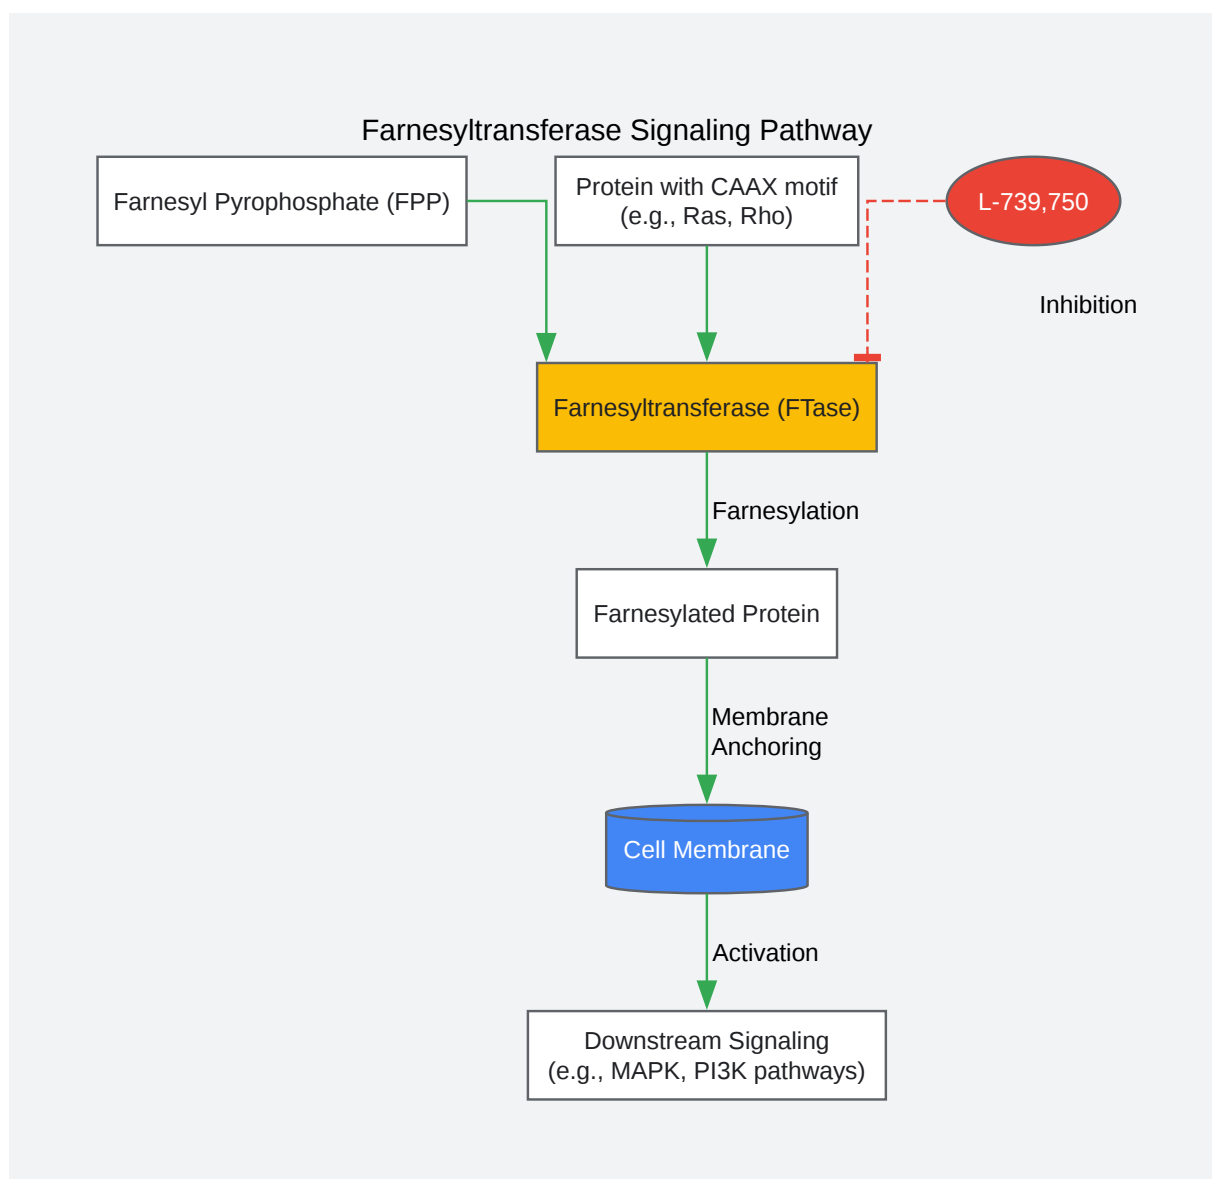 Farnesyltransferase Signaling Pathway
Farnesyl Pyrophosphate (FPP)
Protein with CAAX motif
(e.g., Ras, Rho)
L-739,750
Inhibition
Farnesyltransferase (FTase)
Farnesylation
Farnesylated Protein
Membrane
Anchoring
Cell Membrane
Activation
Downstream Signaling
(e.g., MAPK, PI3K pathways)